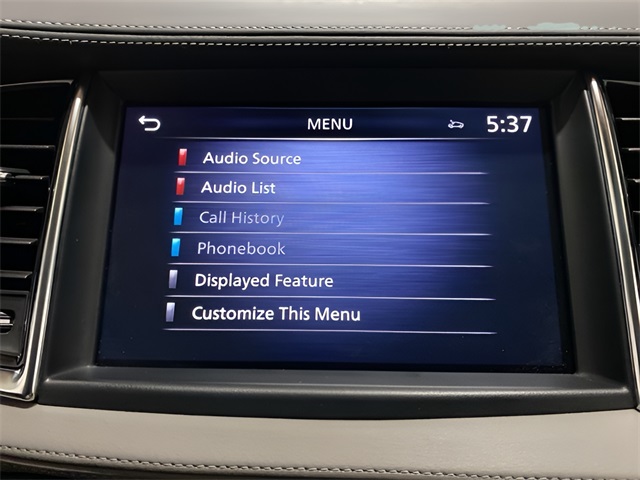 MENU 5:37
Audio Source
Audio List
Call History
Phonebook
Displayed Feature
Customize This Menu